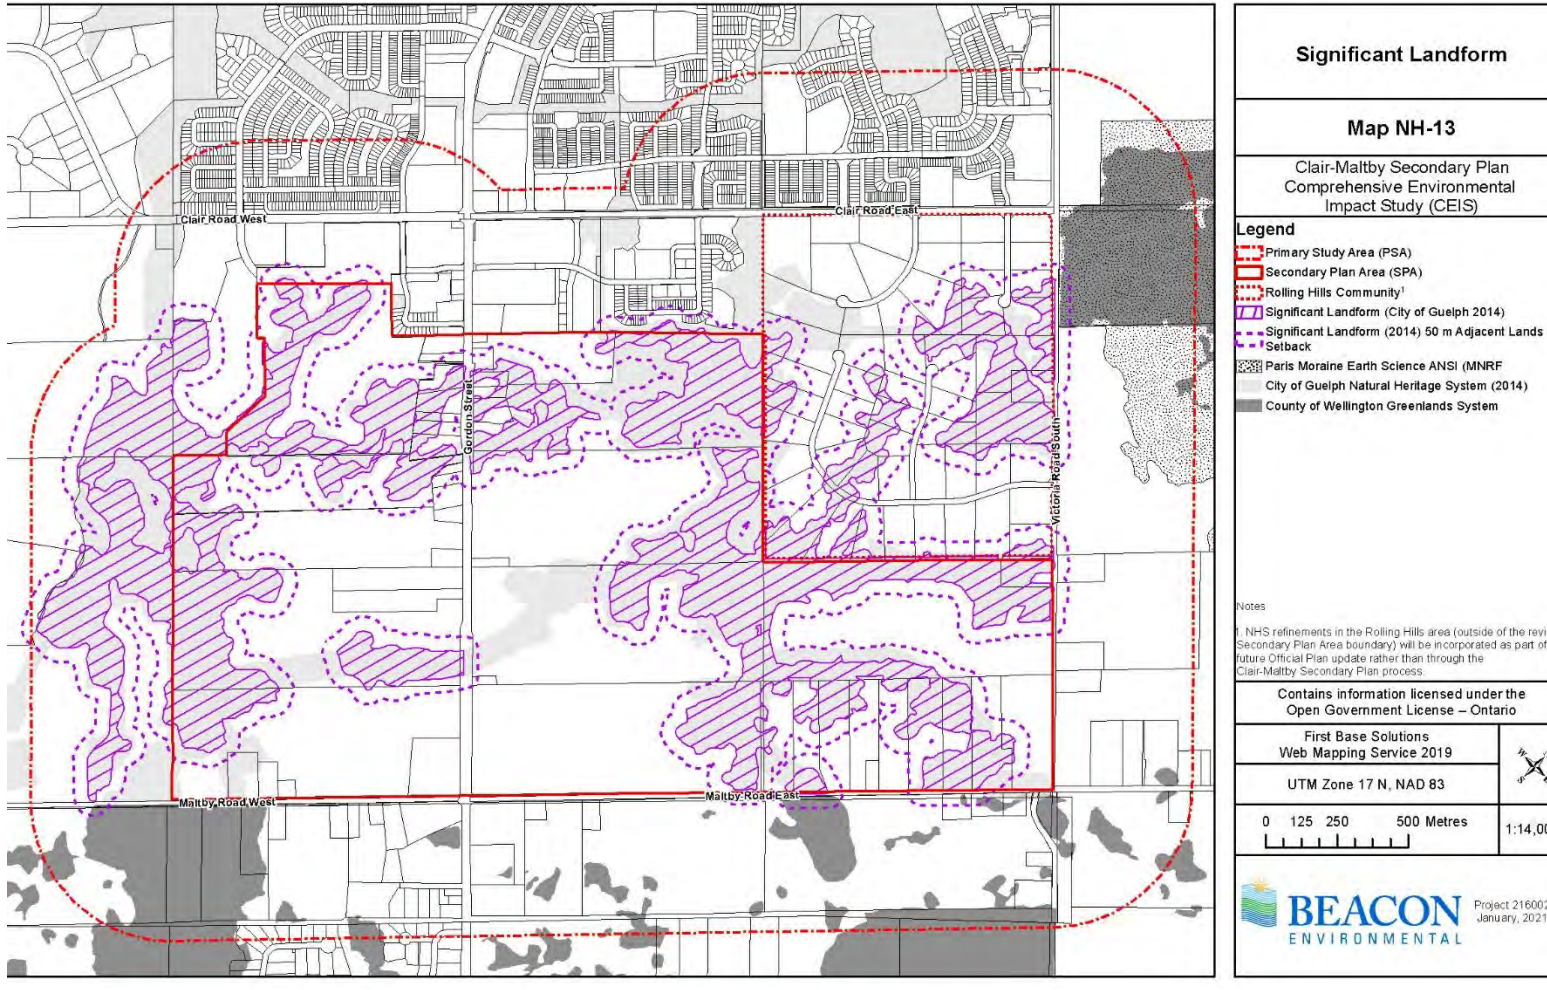 Clair Road West
Clair Road East
Gordon Street
Victoria Road South
Maltby Road West
Maltby Road East
Significant Landform
Map NH-13
Clair-Maltby Secondary Plan
Comprehensive Environmental
Impact Study (CEIS)
Legend
Primary Study Area (PSA)
Secondary Plan Area (SPA)
Rolling Hills Community1
Significant Landform (City of Guelph 2014)
Significant Landform (2014) 50 m Adjacent Lands
Setback
Paris Moraine Earth Science ANSI (MNRF
City of Guelph Natural Heritage System (2014)
County of Wellington Greenlands System
Notes
1. NHS refinements in the Rolling Hills area (outside of the revi
Secondary Plan Area boundary) will be incorporated as part of
future Official Plan update rather than through the
Clair-Maltby Secondary Plan process.
Contains information licensed under the
Open Government License – Ontario
First Base Solutions
Web Mapping Service 2019
UTM Zone 17 N, NAD 83
W
S
0 125 250 500 Metres
1:14,00
BEACON
ENVIRONMENTAL
Project 216002
January, 2021